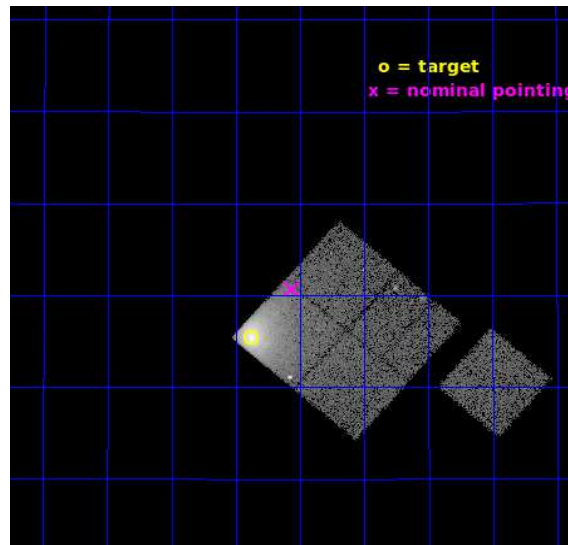 o = target
x = nominal pointing